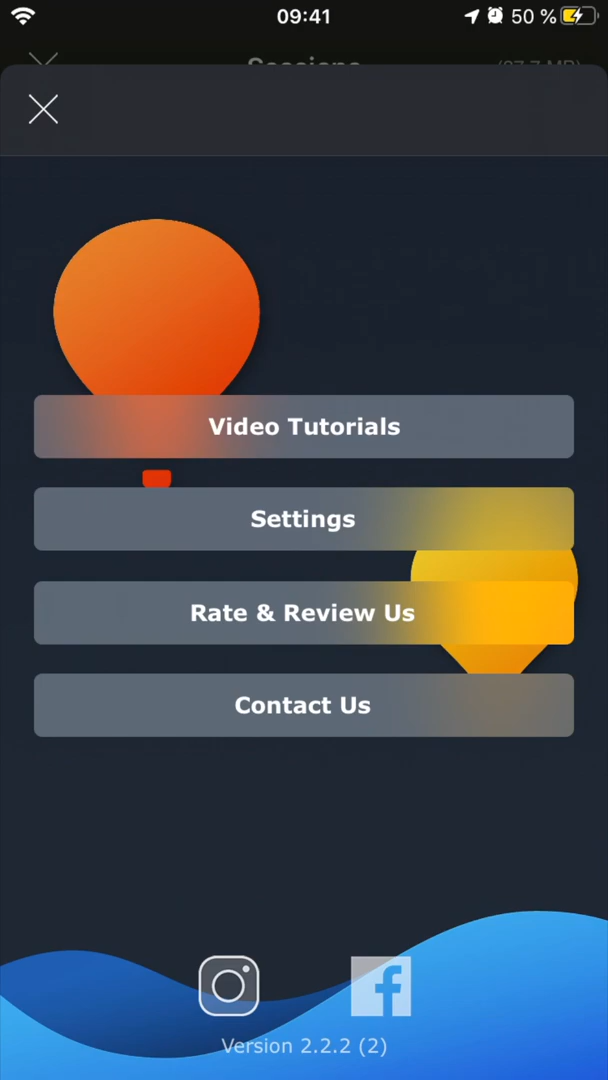 09:41
50 %
Video Tutorials
Settings
Rate & Review Us
Contact Us
Version 2.2.2 (2)